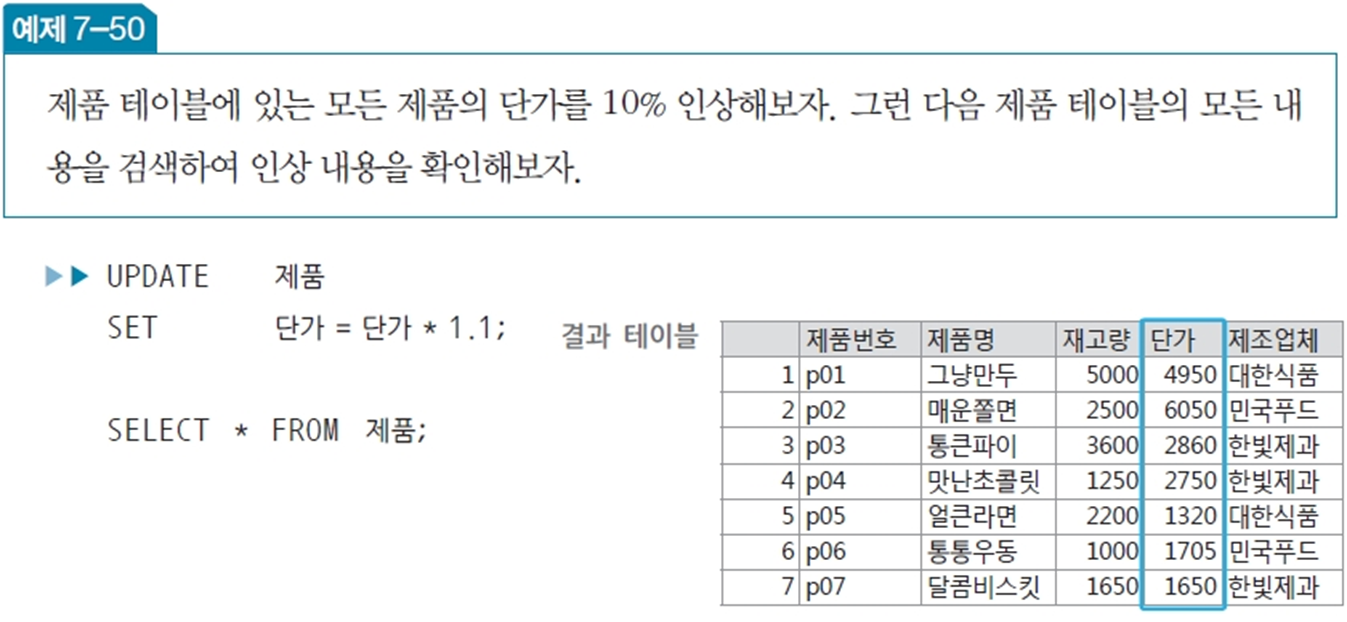 예제 7-50
제품 테이블에 있는 모든 제품의 단가를 10% 인상해보자. 그런 다음 제품 테이블의 모든 내
용을 검색하여 인상 내용을 확인해보자.
UPDATE 제품
SET 단가 = 단가 * 1.1;
SELECT * FROM 제품;
결과 테이블
제품번호 제품명 재고량 단가 제조업체
1 p01 그냥만두 5000 4950 대한식품
2 p02 매운쫄면 2500 6050 민국푸드
3 p03 통큰파이 3600 2860 한빛제과
4 p04 맛난초콜릿 1250 2750 한빛제과
5 p05 얼큰라면 2200 1320 대한식품
6 p06 통통우동 1000 1705 민국푸드
7 p07 달콤비스킷 1650 1650 한빛제과